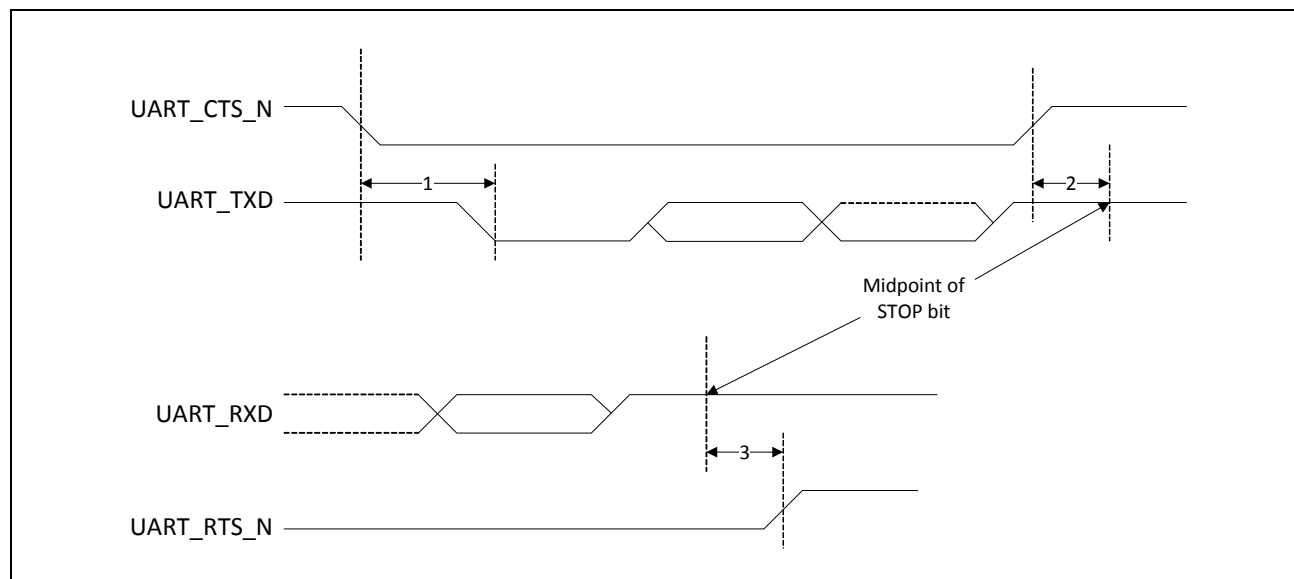 UART_CTS_N
1
2
UART_TXD
Midpoint of
STOP bit
UART_RXD
3
UART_RTS_N